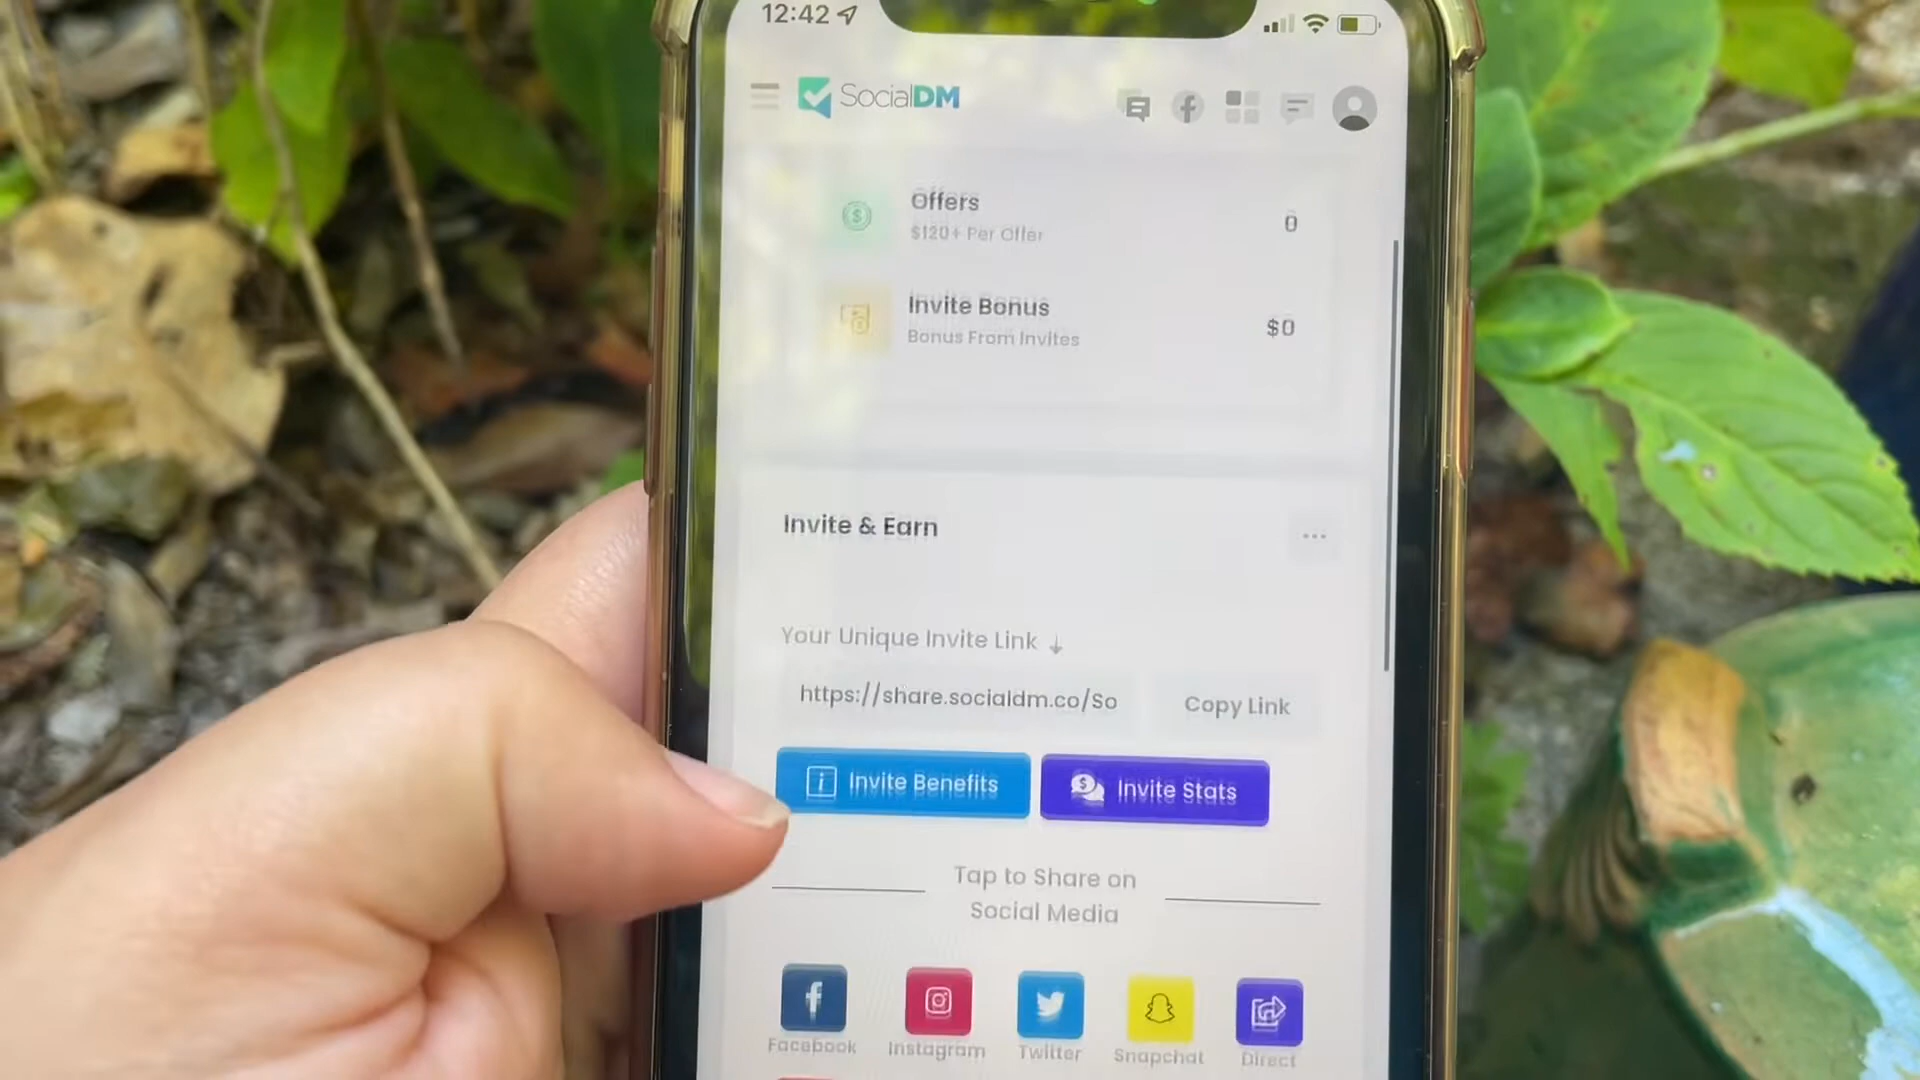 12:42
SocialDM
Offers
$120+ Per Offer
0
Invite Bonus
Bonus From Invites
$0
Invite & Earn
Your Unique Invite Link ↓
https://share.socialdm.co/So
Copy Link
Invite Benefits
Invite Stats
Tap to Share on
Social Media
Facebook
Instagram
Twitter
Snapchat
Direct